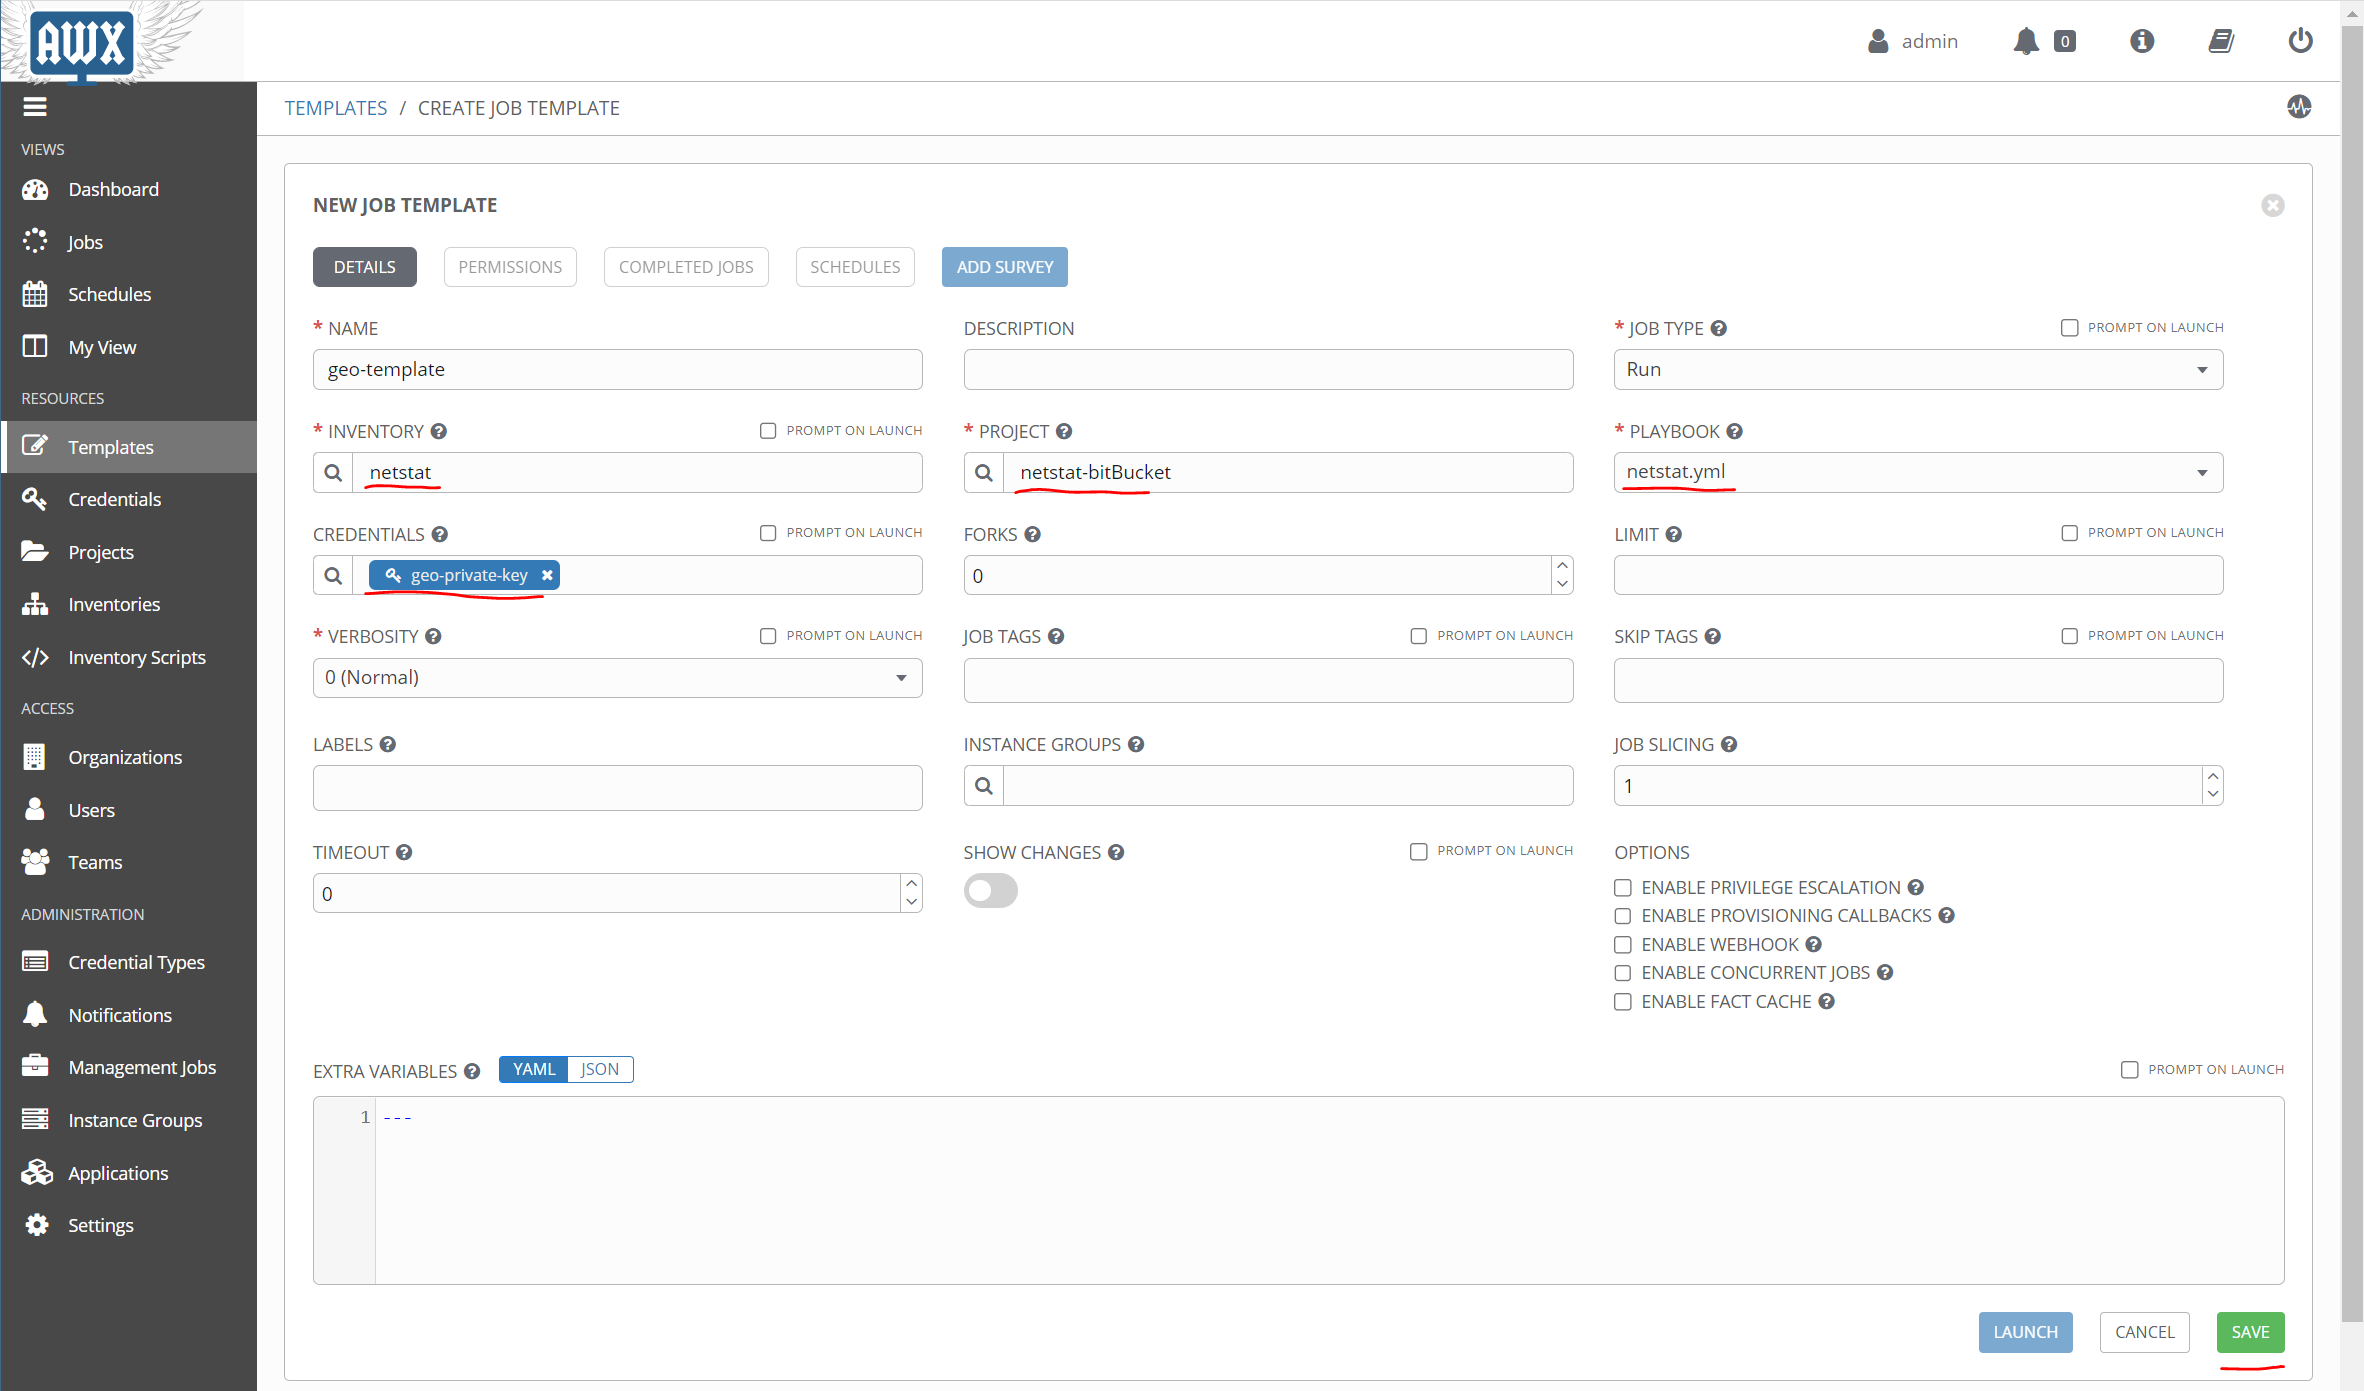 AWX
admin
0
TEMPLATES / CREATE JOB TEMPLATE
VIEWS
Dashboard
Jobs
Schedules
My View
RESOURCES
Templates
Credentials
Projects
Inventories
Inventory Scripts
ACCESS
Organizations
Users
Teams
ADMINISTRATION
Credential Types
Notifications
Management Jobs
Instance Groups
Applications
Settings
NEW JOB TEMPLATE
DETAILS PERMISSIONS COMPLETED JOBS SCHEDULES ADD SURVEY
* NAME
geo-template
DESCRIPTION
* JOB TYPE PROMPT ON LAUNCH
Run
* INVENTORY PROMPT ON LAUNCH
netstat
* PROJECT
netstat-bitBucket
* PLAYBOOK
netstat.yml
CREDENTIALS PROMPT ON LAUNCH
geo-private-key
FORKS
0
LIMIT PROMPT ON LAUNCH
* VERBOSITY PROMPT ON LAUNCH
0 (Normal)
JOB TAGS PROMPT ON LAUNCH
SKIP TAGS PROMPT ON LAUNCH
LABELS
INSTANCE GROUPS
JOB SLICING
1
TIMEOUT
0
SHOW CHANGES PROMPT ON LAUNCH
OPTIONS
ENABLE PRIVILEGE ESCALATION
ENABLE PROVISIONING CALLBACKS
ENABLE WEBHOOK
ENABLE CONCURRENT JOBS
ENABLE FACT CACHE
EXTRA VARIABLES YAML JSON PROMPT ON LAUNCH
1 ---
LAUNCH CANCEL SAVE